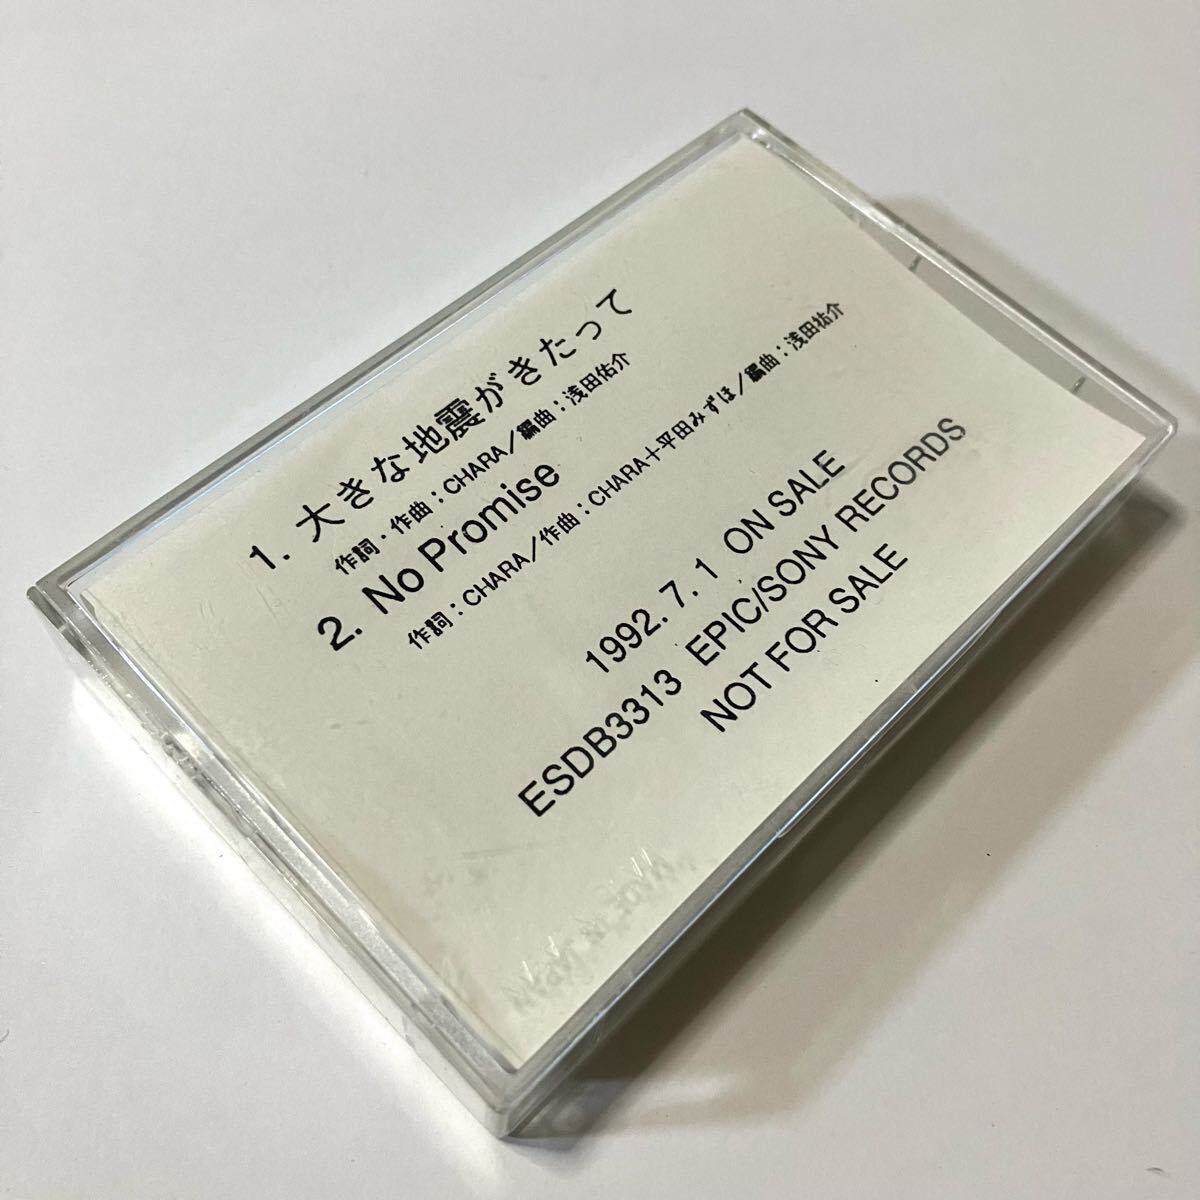 1. 大きな地震がきたって
作詞・作曲：CHARA／編曲：浅田佑介
2. No Promise
作詞：CHARA／作曲：CHARA＋平田みずほ／編曲：浅田祐介
1992. 7. 1 ON SALE
ESDB3313 EPIC/SONY RECORDS
NOT FOR SALE